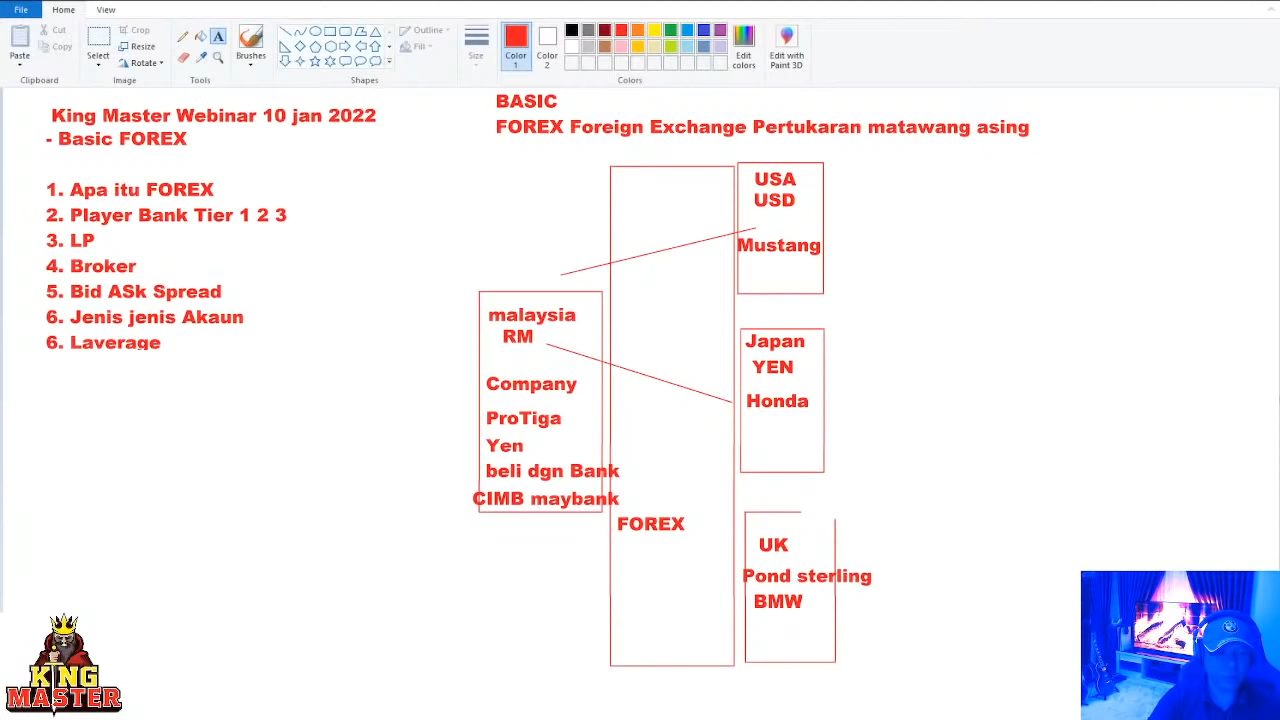 File
Home
View
Paste
Cut
Copy
Clipboard
Select
Crop
Resize
Rotate
Image
Tools
Brushes
Outline
Fill
Shapes
Size
Color 1
Color 2
Edit colors
Colors
Edit with Paint 3D
King Master Webinar 10 jan 2022
- Basic FOREX
1. Apa itu FOREX
2. Player Bank Tier 1 2 3
3. LP
4. Broker
5. Bid ASk Spread
6. Jenis jenis Akaun
6. Laverage
BASIC
FOREX Foreign Exchange Pertukaran matawang asing
malaysia
RM
Company
ProTiga
Yen
beli dgn Bank
CIMB maybank
FOREX
USA
USD
Mustang
Japan
YEN
Honda
UK
Pond sterling
BMW
KING
MASTER